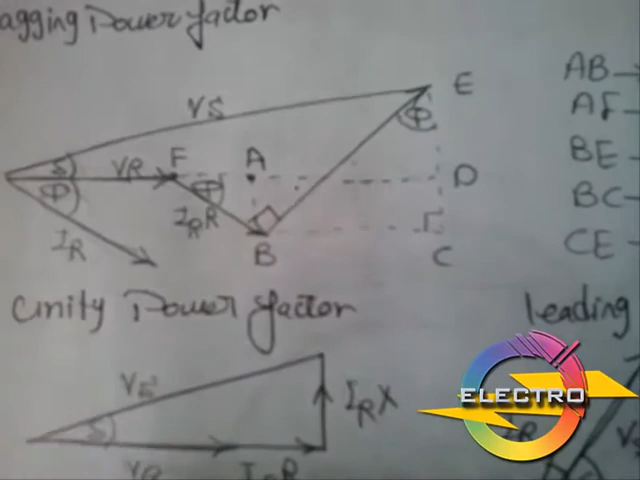 agging Power factor
VS
E
AB
AF
F
A
VR
δ
φ
D
BE
φ
IRR
BC
IR
B
C
CE
Unity Power factor
leading
VS
IRX
ELECTRO
δ
IR
V
VR
IRR